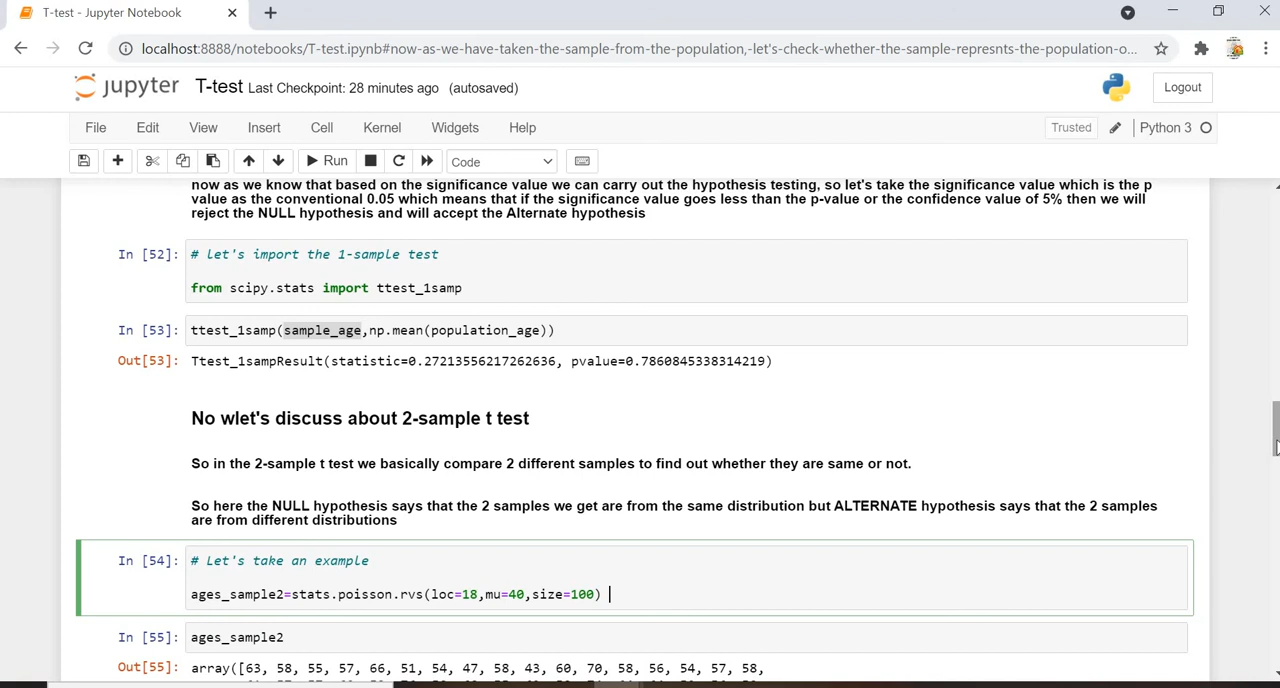 T-test - Jupyter Notebook
localhost:8888/notebooks/T-test.ipynb#now-as-we-have-taken-the-sample-from-the-population,-let's-check-whether-the-sample-represnts-the-population-o...
jupyter T-test Last Checkpoint: 28 minutes ago (autosaved)
Logout
File Edit View Insert Cell Kernel Widgets Help
Trusted Python 3
Run Code
now as we know that based on the significance value we can carry out the hypothesis testing, so let's take the significance value which is the p
value as the conventional 0.05 which means that if the significance value goes less than the p-value or the confidence value of 5% then we will
reject the NULL hypothesis and will accept the Alternate hypothesis
In [52]: # Let's import the 1-sample test
from scipy.stats import ttest_1samp
In [53]: ttest_1samp(sample_age,np.mean(population_age))
Out[53]: Ttest_1sampResult(statistic=0.27213556217262636, pvalue=0.7860845338314219)
No wlet's discuss about 2-sample t test
So in the 2-sample t test we basically compare 2 different samples to find out whether they are same or not.
So here the NULL hypothesis says that the 2 samples we get are from the same distribution but ALTERNATE hypothesis says that the 2 samples
are from different distributions
In [54]: # Let's take an example
ages_sample2=stats.poisson.rvs(loc=18,mu=40,size=100)
In [55]: ages_sample2
Out[55]: array([63, 58, 55, 57, 66, 51, 54, 47, 58, 43, 60, 70, 58, 56, 54, 57, 58,